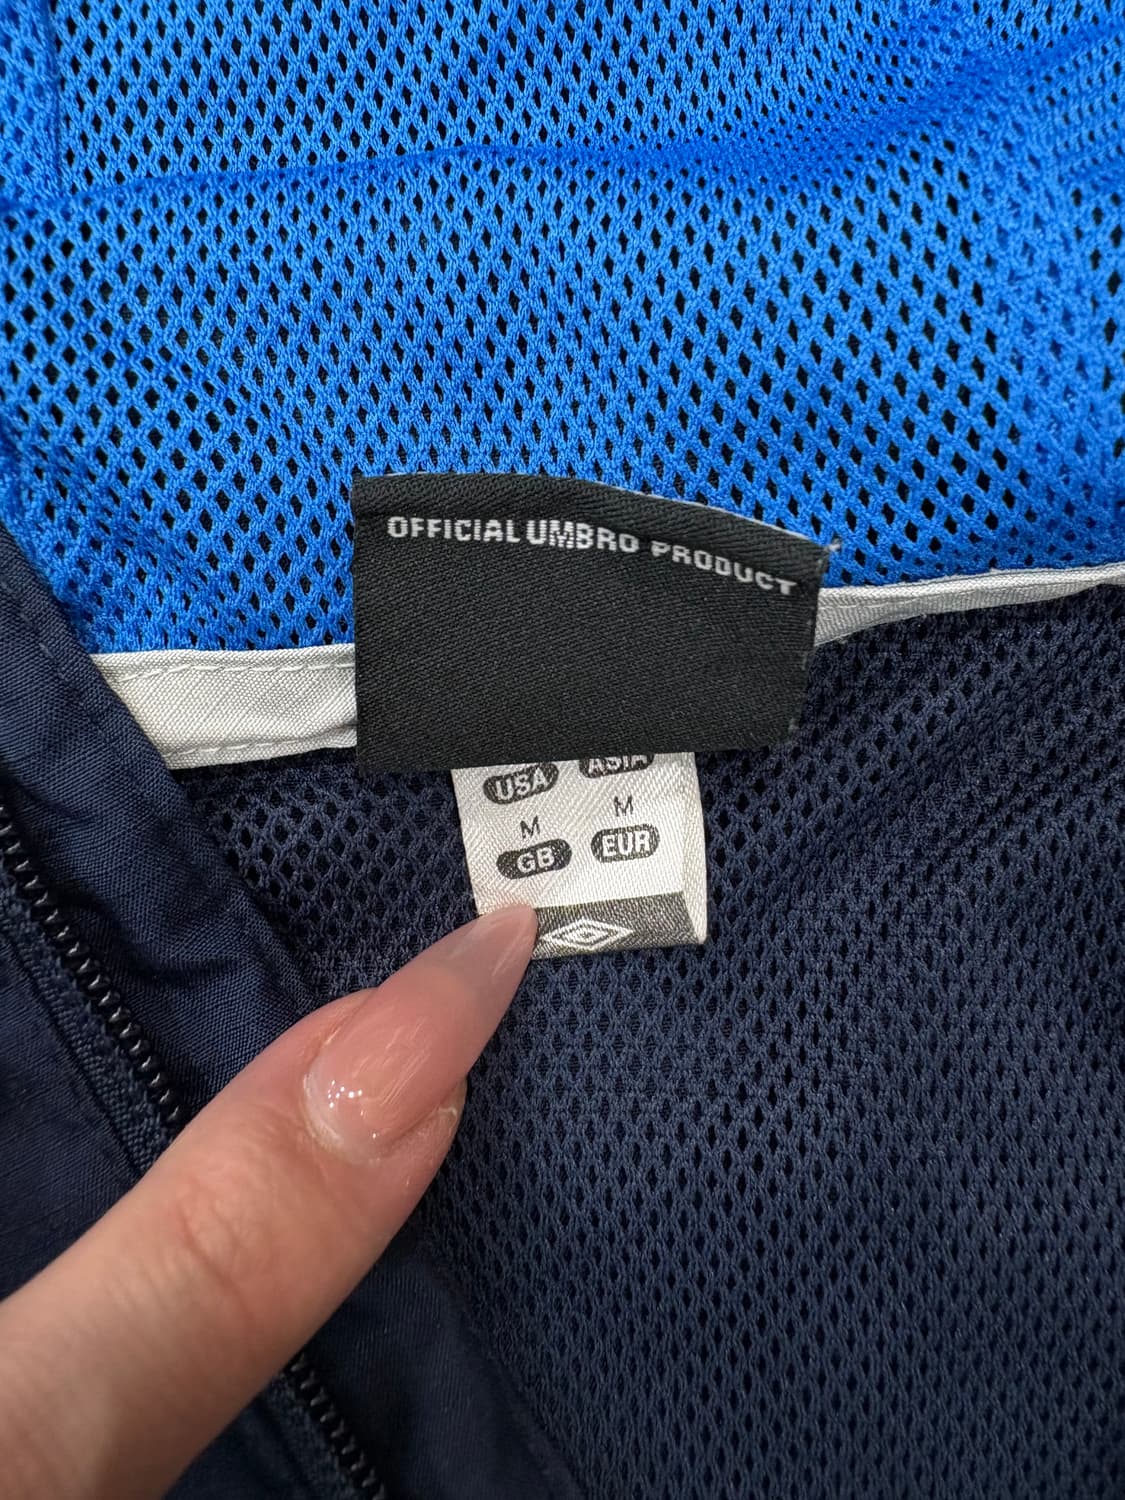 OFFICIAL UMBRO PRODUCT
USA ASIA
M M
GB EUR